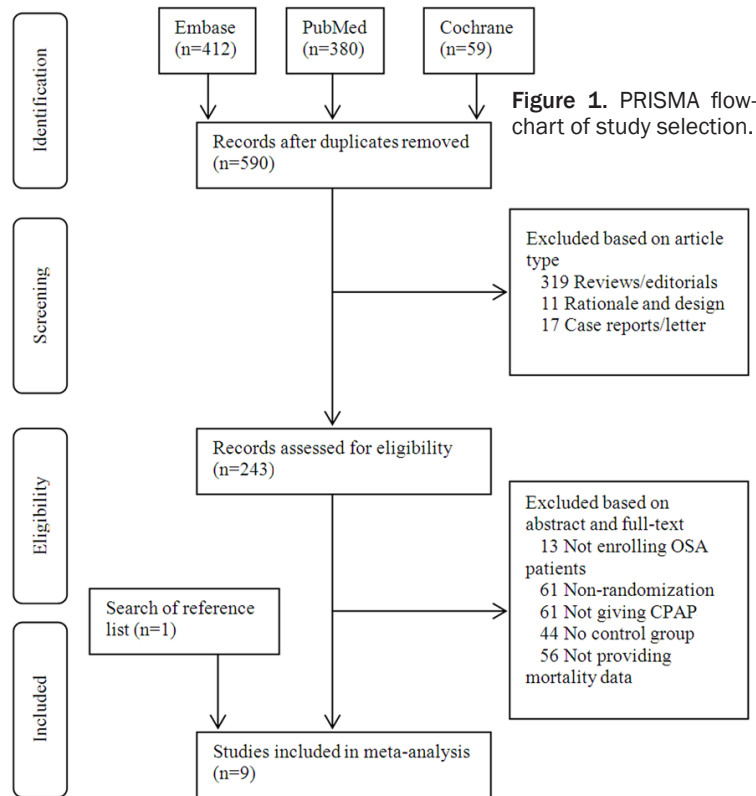 Embase
(n=412)
PubMed
(n=380)
Cochrane
(n=59)
Figure 1. PRISMA flow-
chart of study selection.
Identification
Records after duplicates removed
(n=590)
Screening
Excluded based on article
type
319 Reviews/editorials
11 Rationale and design
17 Case reports/letter
Eligibility
Records assessed for eligibility
(n=243)
Excluded based on
abstract and full-text
13 Not enrolling OSA
patients
61 Non-randomization
61 Not giving CPAP
44 No control group
56 Not providing
mortality data
Search of reference
list (n=1)
Included
Studies included in meta-analysis
(n=9)